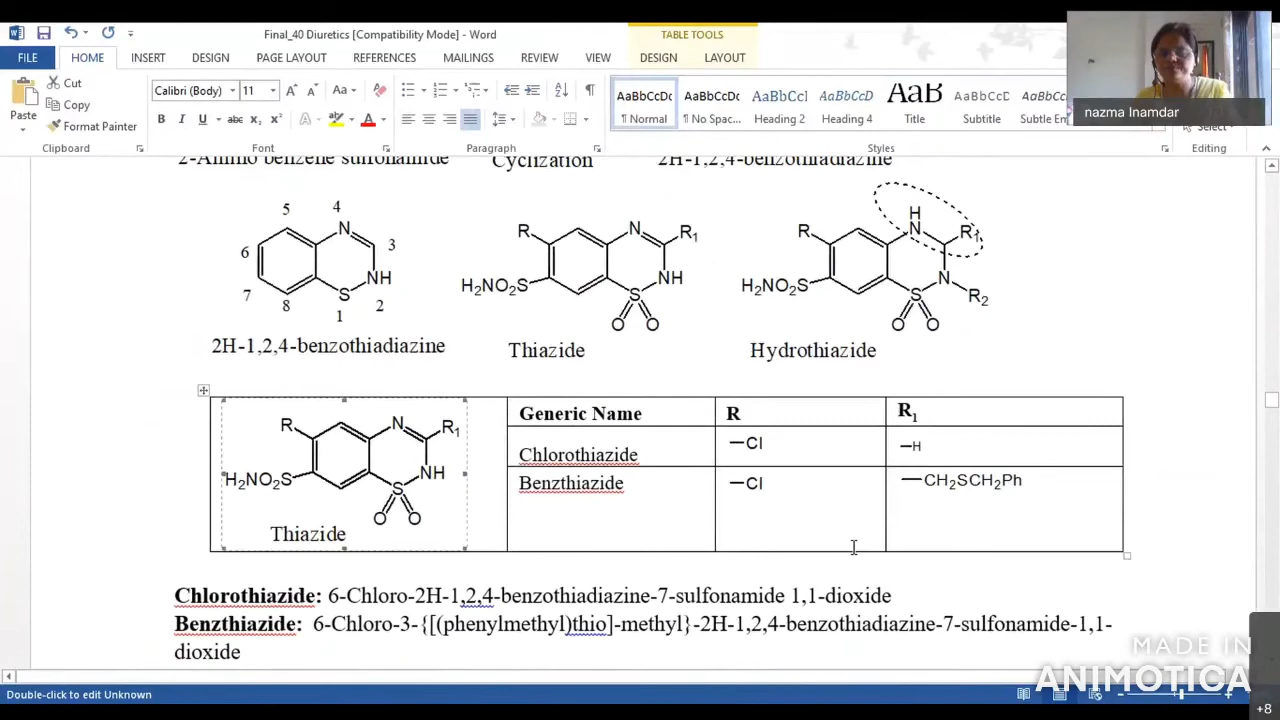 Final_40 Diuretics [Compatibility Mode] - Word
TABLE TOOLS
FILE
HOME
INSERT
DESIGN
PAGE LAYOUT
REFERENCES
MAILINGS
REVIEW
VIEW
DESIGN
LAYOUT
nazma Inamdar
Paste
Cut
Copy
Format Painter
Calibri (Body)
11
AaBbCcDc
AaBbCcDc
AaBbCc]
AaBbCcDc
AaB
AaBbCcDc
AaBbCcDc
¶ Normal
¶ No Spac...
Heading 2
Heading 4
Title
Subtitle
Subtle Em
Select
Clipboard
Font
Paragraph
Styles
Editing
2-Amino benzene sulfonamide
Cyclization
2H-1,2,4-benzothiadiazine
5 4
6 N 3
7 NH
8 S 2
1
2H-1,2,4-benzothiadiazine
R N R1
H2NO2S NH
S
O O
Thiazide
H
R N R1
H2NO2S N
S R2
O O
Hydrothiazide
R N R1
H2NO2S NH
S
O O
Thiazide
Generic Name R R1
Chlorothiazide —Cl —H
Benzthiazide —Cl —CH2SCH2Ph
Chlorothiazide: 6-Chloro-2H-1,2,4-benzothiadiazine-7-sulfonamide 1,1-dioxide
Benzthiazide: 6-Chloro-3-{[(phenylmethyl)thio]-methyl}-2H-1,2,4-benzothiadiazine-7-sulfonamide-1,1-
dioxide
MADE IN
ANIMOTICA
Double-click to edit Unknown
+8